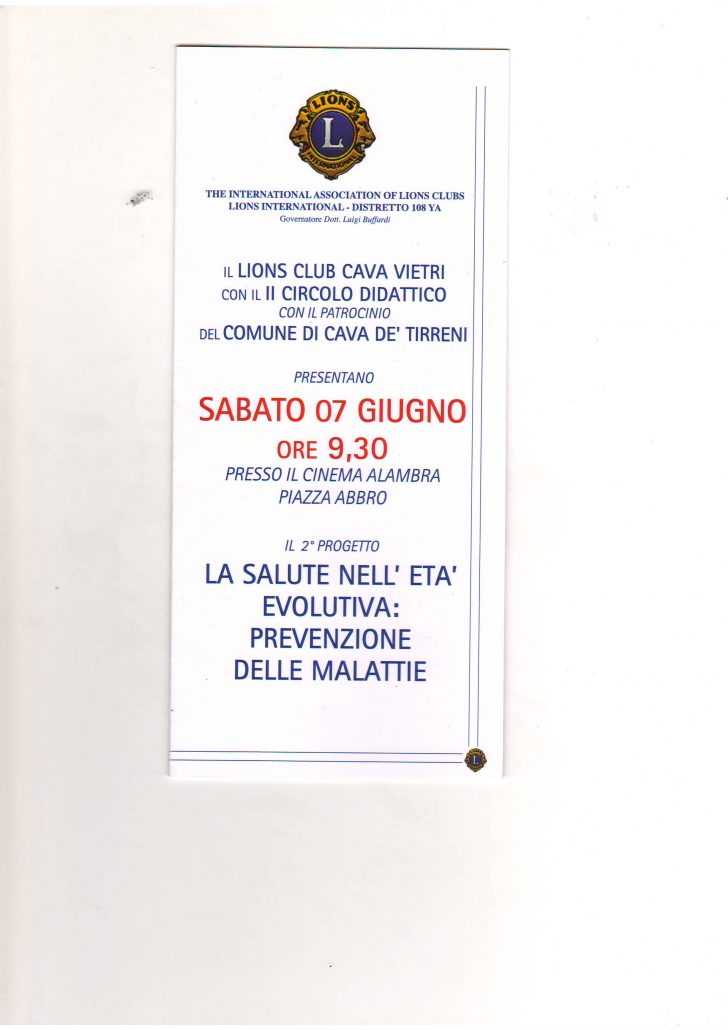 LIONS
L
INTERNATIONAL
THE INTERNATIONAL ASSOCIATION OF LIONS CLUBS
LIONS INTERNATIONAL - DISTRETTO 108 YA
Governatore Dott. Luigi Buffardi
IL LIONS CLUB CAVA VIETRI
CON IL II CIRCOLO DIDATTICO
CON IL PATROCINIO
DEL COMUNE DI CAVA DE' TIRRENI
PRESENTANO
SABATO 07 GIUGNO
ORE 9,30
PRESSO IL CINEMA ALAMBRA
PIAZZA ABBRO
IL 2° PROGETTO
LA SALUTE NELL' ETA'
EVOLUTIVA:
PREVENZIONE
DELLE MALATTIE
L